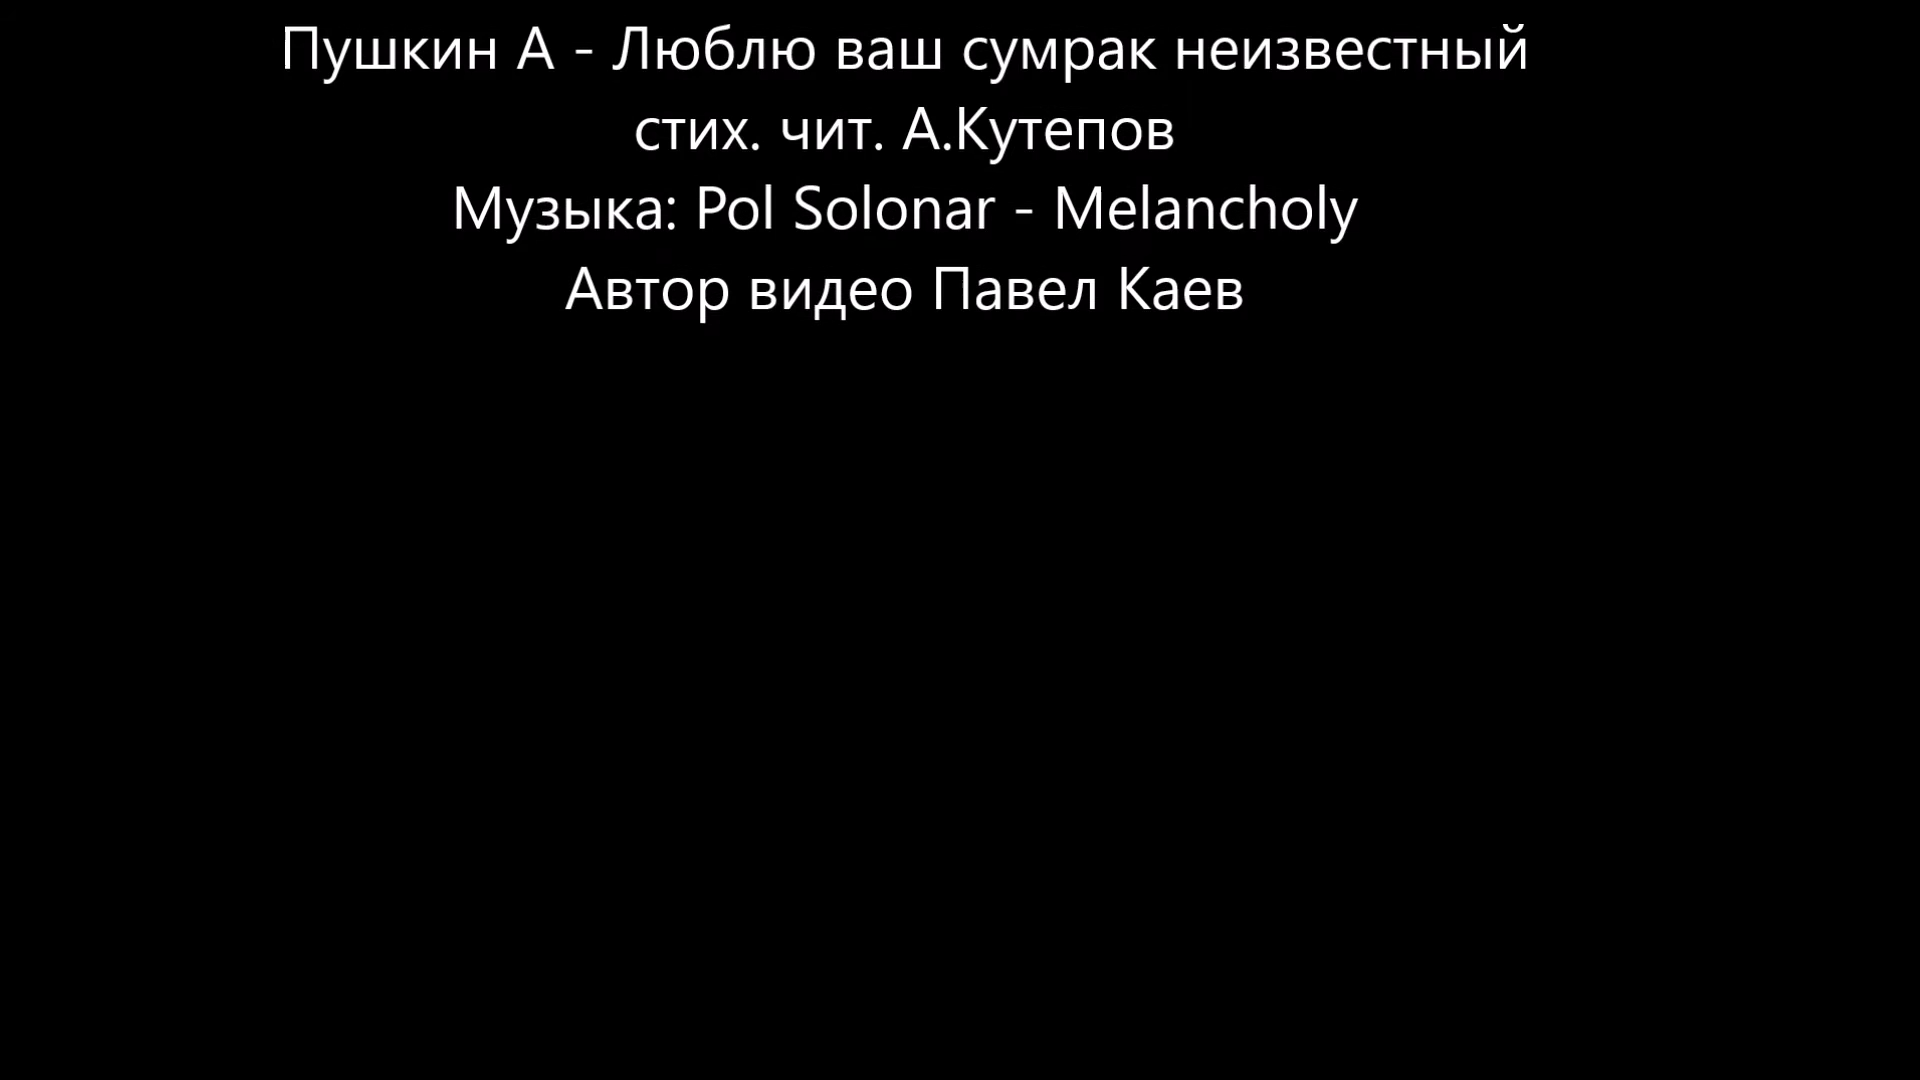 Пушкин А - Люблю ваш сумрак неизвестный
стих. чит. А.Кутепов
Музыка: Pol Solonar - Melancholy
Автор видео Павел Каев